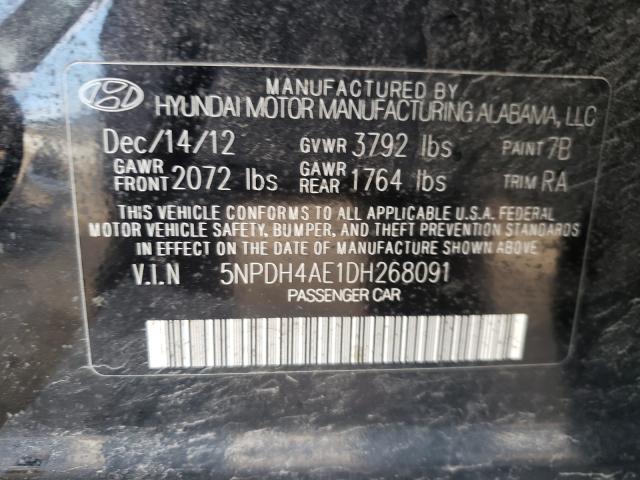 MANUFACTURED BY
HYUNDAI MOTOR MANUFACTURING ALABAMA, LLC
Dec/14/12 GVWR 3792 lbs PAINT 7B
GAWR FRONT 2072 lbs GAWR REAR 1764 lbs TRIM RA
THIS VEHICLE CONFORMS TO ALL APPLICABLE U.S.A. FEDERAL
MOTOR VEHICLE SAFETY, BUMPER, AND THEFT PREVENTION STANDARDS
IN EFFECT ON THE DATE OF MANUFACTURE SHOWN ABOVE
V.I.N 5NPDH4AE1DH268091
PASSENGER CAR